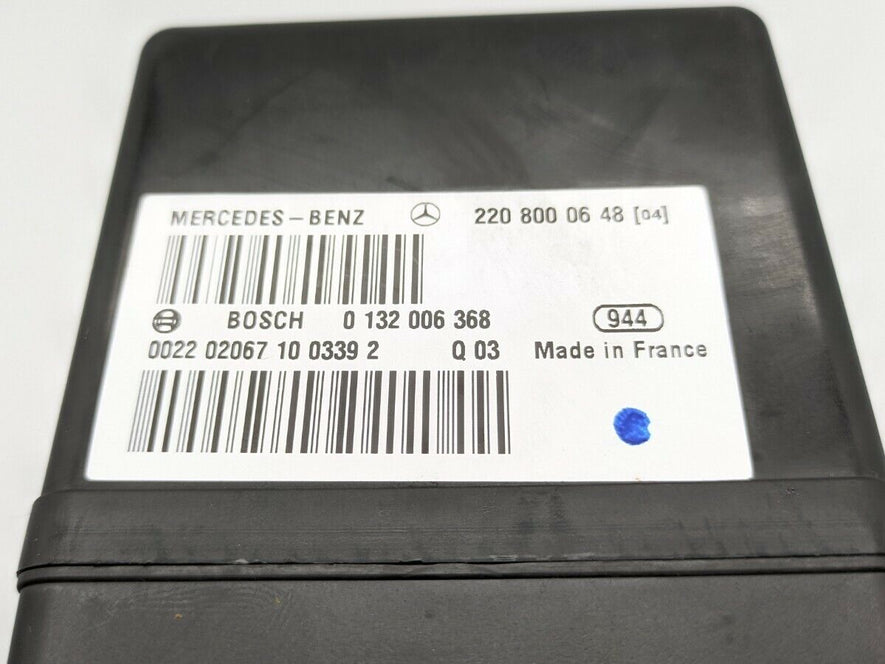 MERCEDES-BENZ 220 800 06 48 [04]
BOSCH 0 132 006 368 944
0022 02067 10 0339 2 Q 03 Made in France